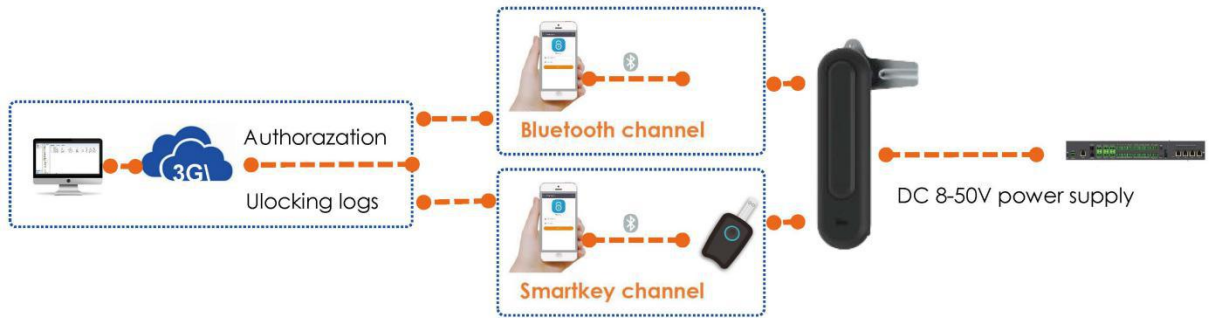 Authorazation
3G\
Ulocking logs
Bluetooth channel
Smartkey channel
DC 8-50V power supply